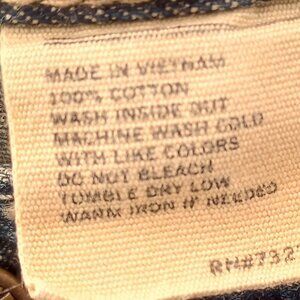 MADE IN VIETNAM
100% COTTON
WASH INSIDE OUT
MACHINE WASH COLD
WITH LIKE COLORS
DO NOT BLEACH
TUMBLE DRY LOW
WARM IRON IF NEEDED
RN#732